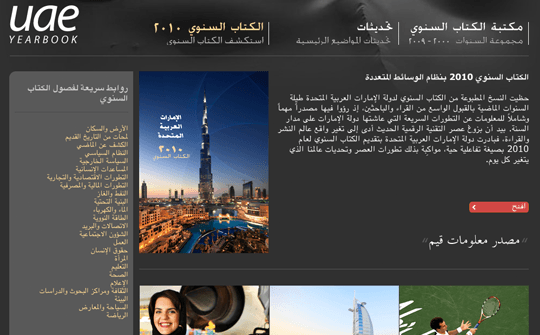 uae
YEARBOOK
مكتبة الكتاب السنوي
مجموعة السنوات ٢٠٠٠ - ٢٠٠٩
تحديثات
تحديثات المواضيع الرئيسية
الكتاب السنوي ٢٠١٠
استكشف الكتاب السنوي
الكتاب السنوي 2010 بنظام الوسائط المتعددة
حظيت النسخ المطبوعة من الكتاب السنوي لدولة الإمارات العربية المتحدة طيلة
السنوات الماضية بالقبول الواسع من القراء والباحثين، إذ رؤوا فيها مصدراً مهماً
وشاملاً للمعلومات عن التطورات السريعة التي عاشتها دولة الإمارات على مدار
السنة. بيد أن بزوغ عصر التقنية الرقمية الحديث أدى إلى تغير واقع عالم النشر
والقراءة. فبادرت دولة الإمارات العربية المتحدة بتقديم الكتاب السنوي لعام
2010 بصيغة تفاعلية حية، مواكبة بذلك تطورات العصر وتحديات عالمنا الذي
يتغير كل يوم.
افتح
مصدر معلومات قيم
الإمارات
العربية
المتحدة
٢٠١٠
الكتاب السنوي
روابط سريعة لفصول الكتاب
السنوي
الأرض والسكان
لمحات من التاريخ القديم
الكشف عن الماضي
النظام السياسي
السياسة الخارجية
المساعدات الإنسانية
التطورات الاقتصادية والتجارية
التطورات المالية والمصرفية
النفط والغاز
البنية التحتية
الماء والكهرباء
الطاقة النووية
الاتصالات والبريد
الشؤون الاجتماعية
العمل
حقوق الإنسان
المرأة
التعليم
الصحة
الإعلام
الثقافة ومراكز البحوث والدراسات
البيئة
السياحة والمعارض
الرياضة